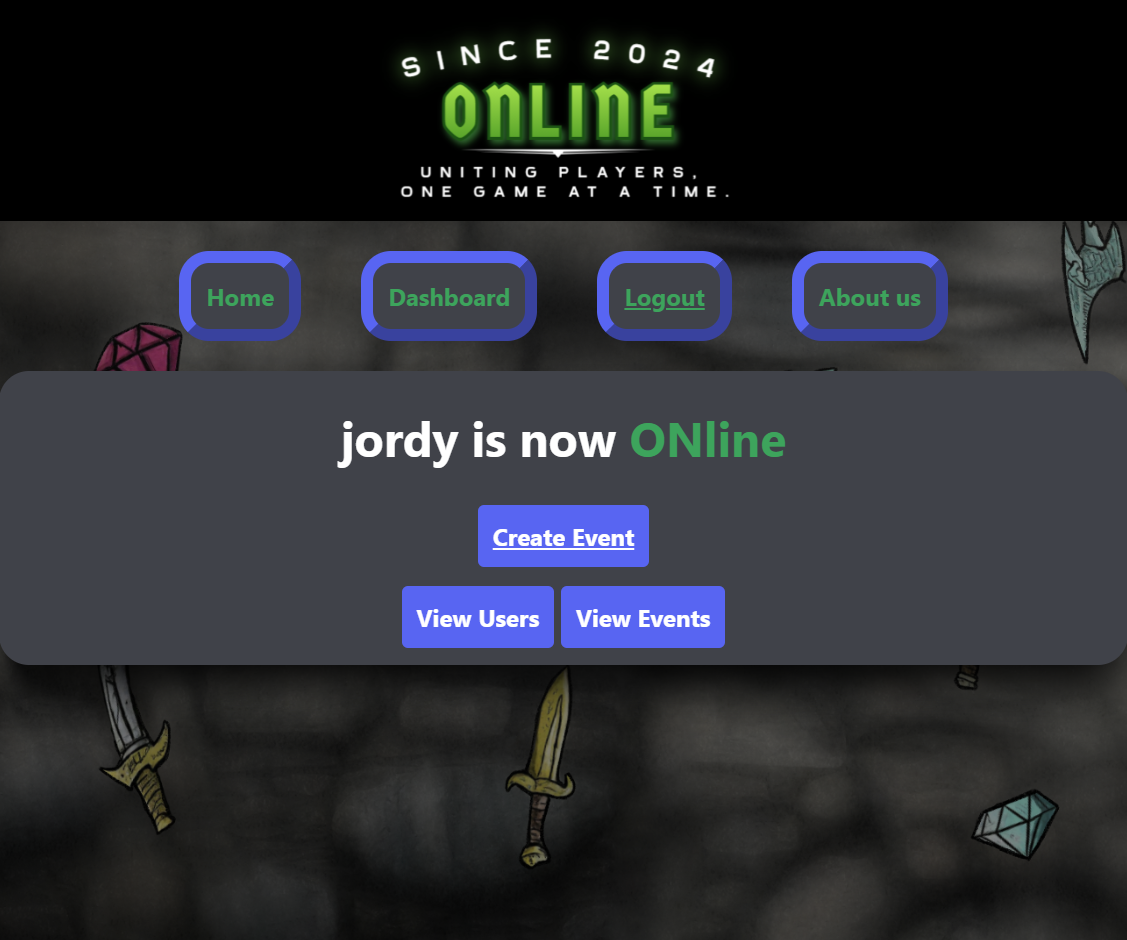 SINCE 2024
ONLINE
UNITING PLAYERS,
ONE GAME AT A TIME.
Home Dashboard Logout About us
jordy is now ONline
Create Event
View Users View Events